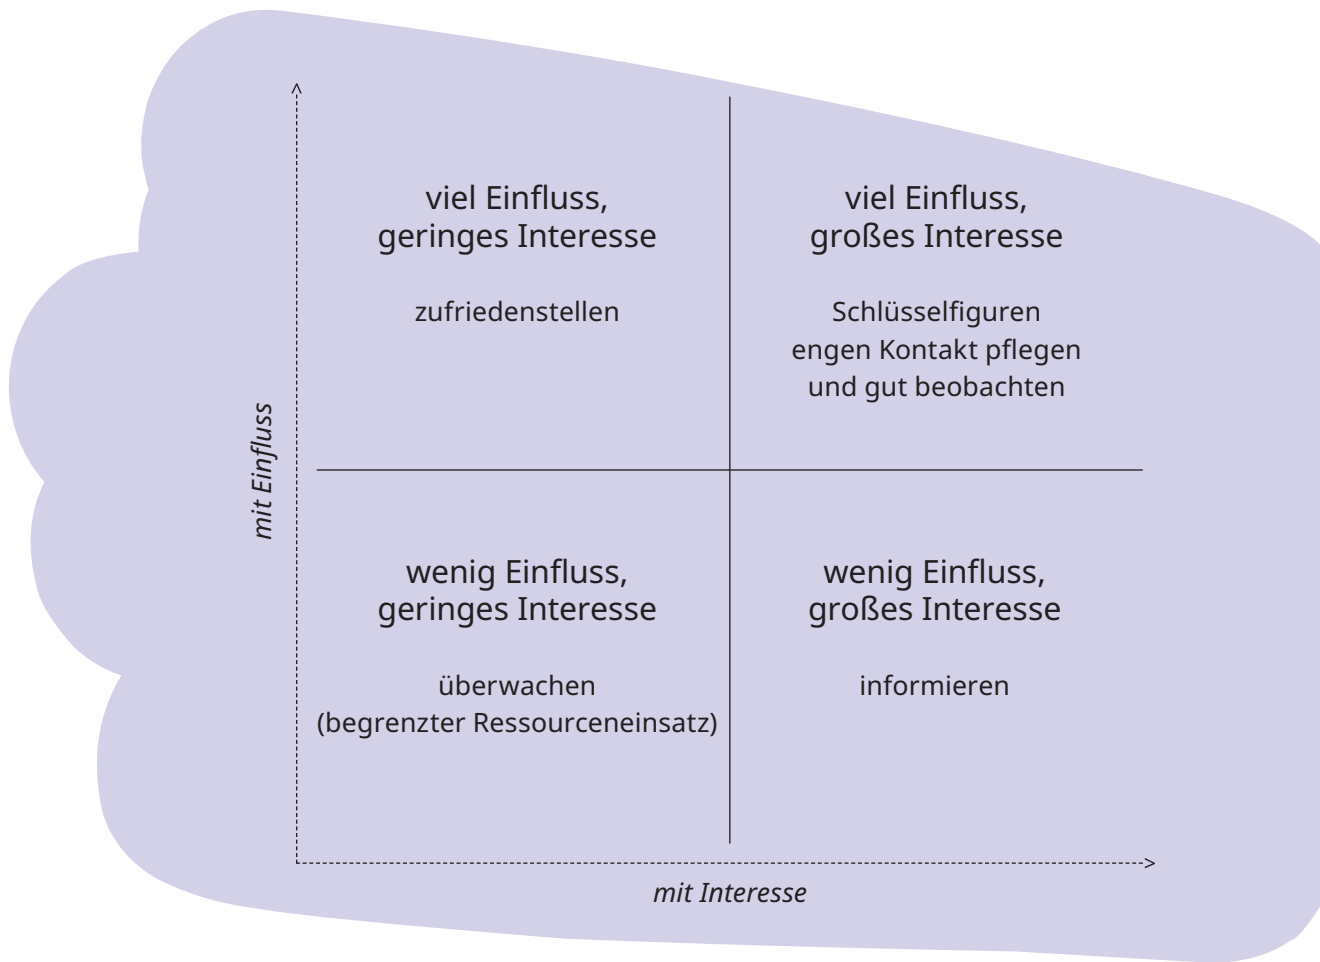 viel Einfluss,
geringes Interesse
zufriedenstellen
viel Einfluss,
großes Interesse
Schlüsselfiguren
engen Kontakt pflegen
und gut beobachten
mit Einfluss
wenig Einfluss,
geringes Interesse
überwachen
(begrenzter Ressourceneinsatz)
wenig Einfluss,
großes Interesse
informieren
mit Interesse